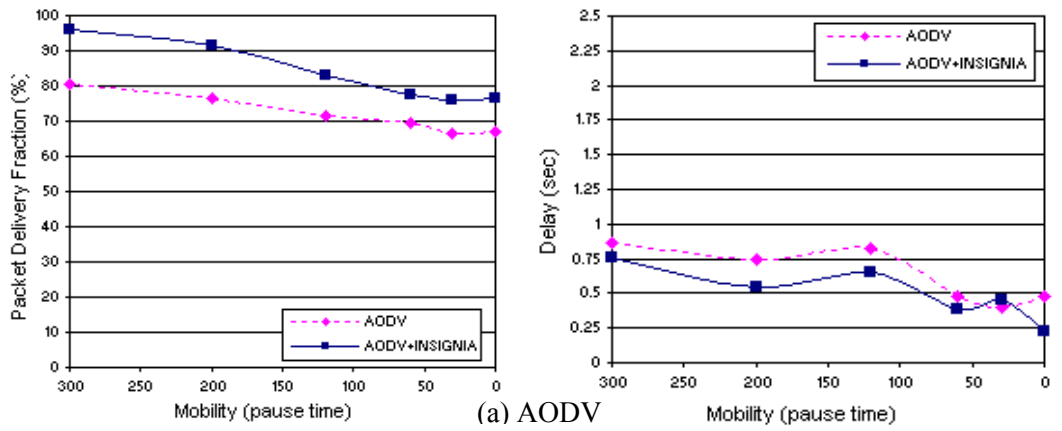 100
90
80
70
60
50
40
30
20
10
0
Packet Delivery Fraction (%)
AODV
AODV+INSIGNIA
300 250 200 150 100 50 0
Mobility (pause time)
2.5
2.25
2
1.75
1.5
1.25
1
0.75
0.5
0.25
0
Delay (sec)
AODV
AODV+INSIGNIA
300 250 200 150 100 50 0
Mobility (pause time)
(a) AODV